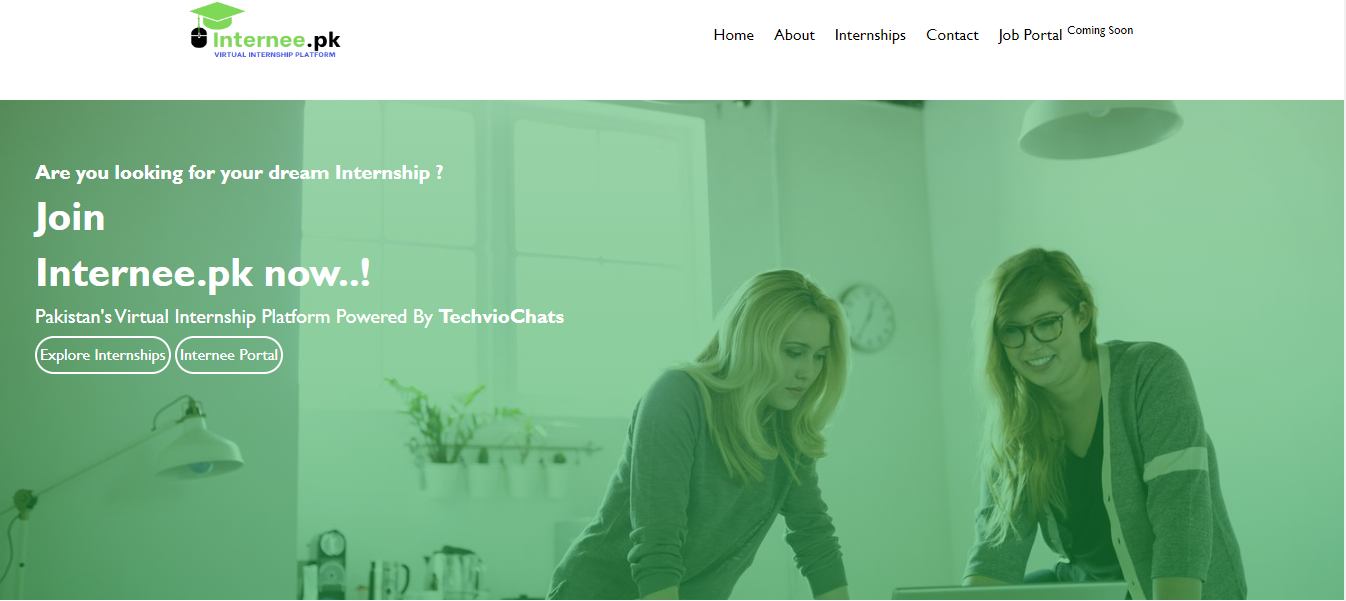 Internee.pk
VIRTUAL INTERNSHIP PLATFORM
Home About Internships Contact Job Portal Coming Soon
Are you looking for your dream Internship ?
Join
Internee.pk now..!
Pakistan's Virtual Internship Platform Powered By TechvioChats
Explore Internships Internee Portal